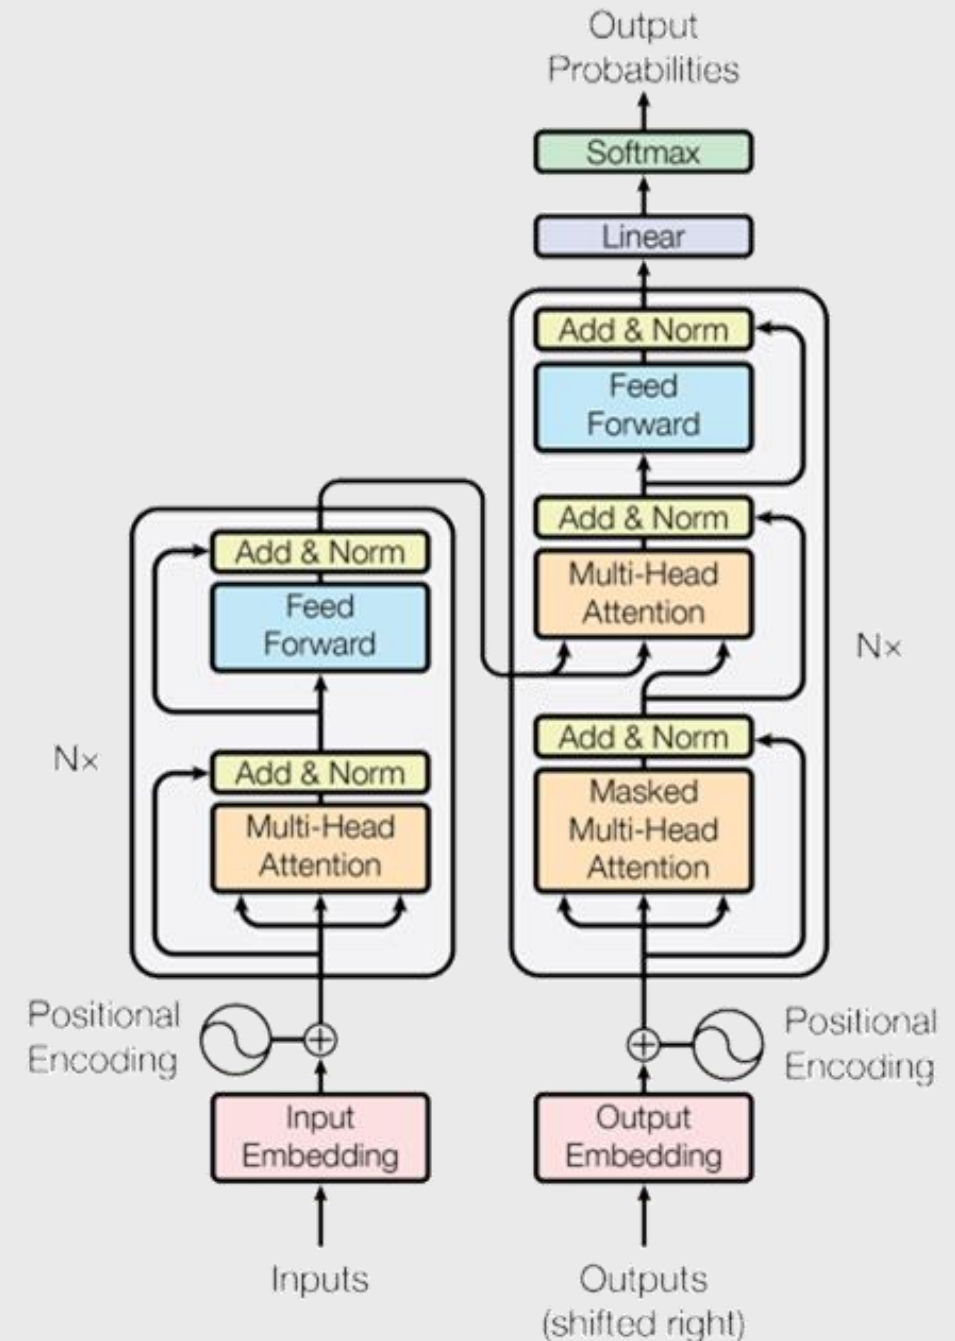 Output
Probabilities
Softmax
Linear
Add & Norm
Feed
Forward
Add & Norm
Multi-Head
Attention
Add & Norm
Masked
Multi-Head
Attention
Nx
Add & Norm
Feed
Forward
Add & Norm
Multi-Head
Attention
Nx
Positional
Encoding
Positional
Encoding
Input
Embedding
Output
Embedding
Inputs
Outputs
(shifted right)